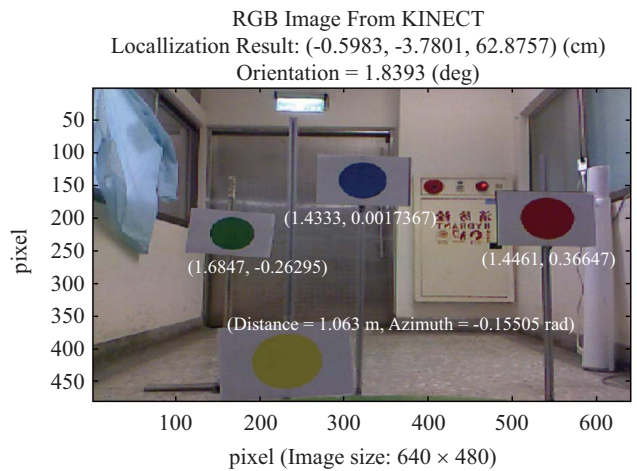 RGB Image From KINECT
Locallization Result: (-0.5983, -3.7801, 62.8757) (cm)
Orientation = 1.8393 (deg)
50
100
150
200
250
300
350
400
450
pixel
(1.4333, 0.0017367)
(1.6847, -0.26295)
(1.4461, 0.36647)
HYDRANT
(Distance = 1.063 m, Azimuth = -0.15505 rad)
100
200
300
400
500
600
pixel (Image size: 640 × 480)